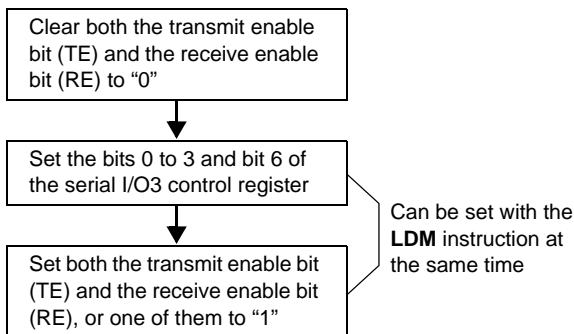 Clear both the transmit enable
bit (TE) and the receive enable
bit (RE) to “0”
Set the bits 0 to 3 and bit 6 of
the serial I/O3 control register
Set both the transmit enable bit
(TE) and the receive enable bit
(RE), or one of them to “1”
Can be set with the
LDM instruction at
the same time